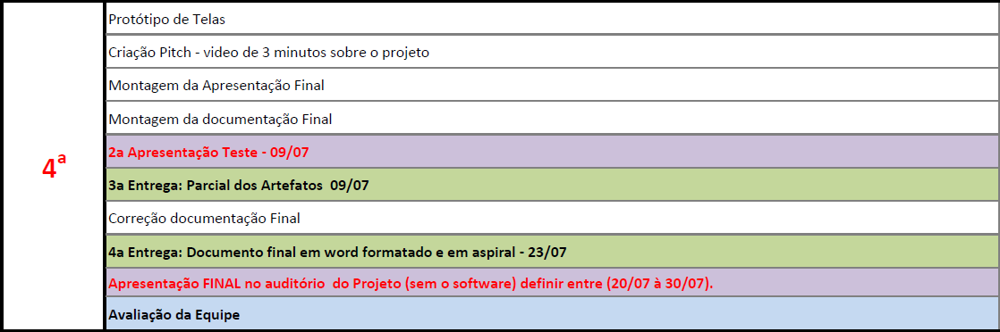 4ª
Protótipo de Telas
Criação Pitch - video de 3 minutos sobre o projeto
Montagem da Apresentação Final
Montagem da documentação Final
2a Apresentação Teste - 09/07
3a Entrega: Parcial dos Artefatos  09/07
Correção documentação Final
4a Entrega: Documento final em word formatado e em aspiral - 23/07
Apresentação FINAL no auditório  do Projeto (sem o software) definir entre (20/07 à 30/07).
Avaliação da Equipe